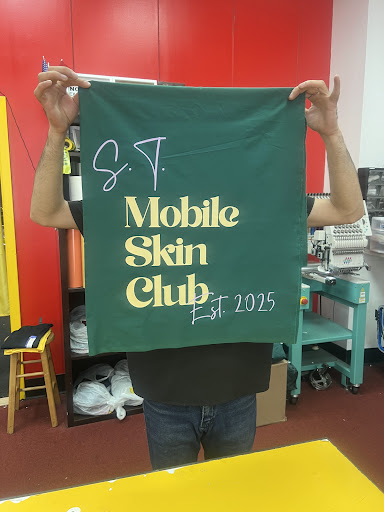 S. T.
Mobile
Skin
Club
Est. 2025